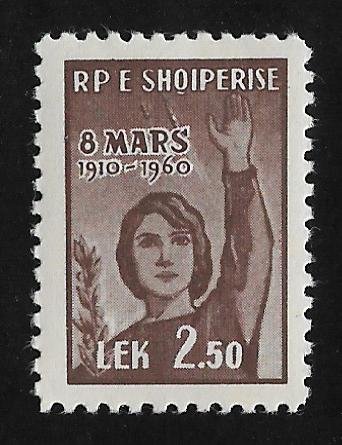 RP E SHQIPERISE
8 MARS
1910-1960
LEK 2.50